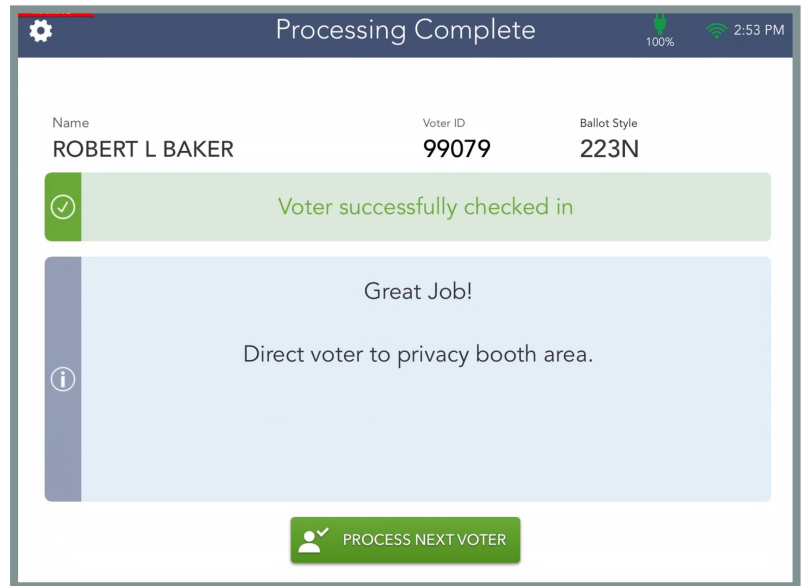 Processing Complete
100%
2:53 PM
Name
Voter ID
Ballot Style
ROBERT L BAKER
99079
223N
Voter successfully checked in
Great Job!
Direct voter to privacy booth area.
PROCESS NEXT VOTER